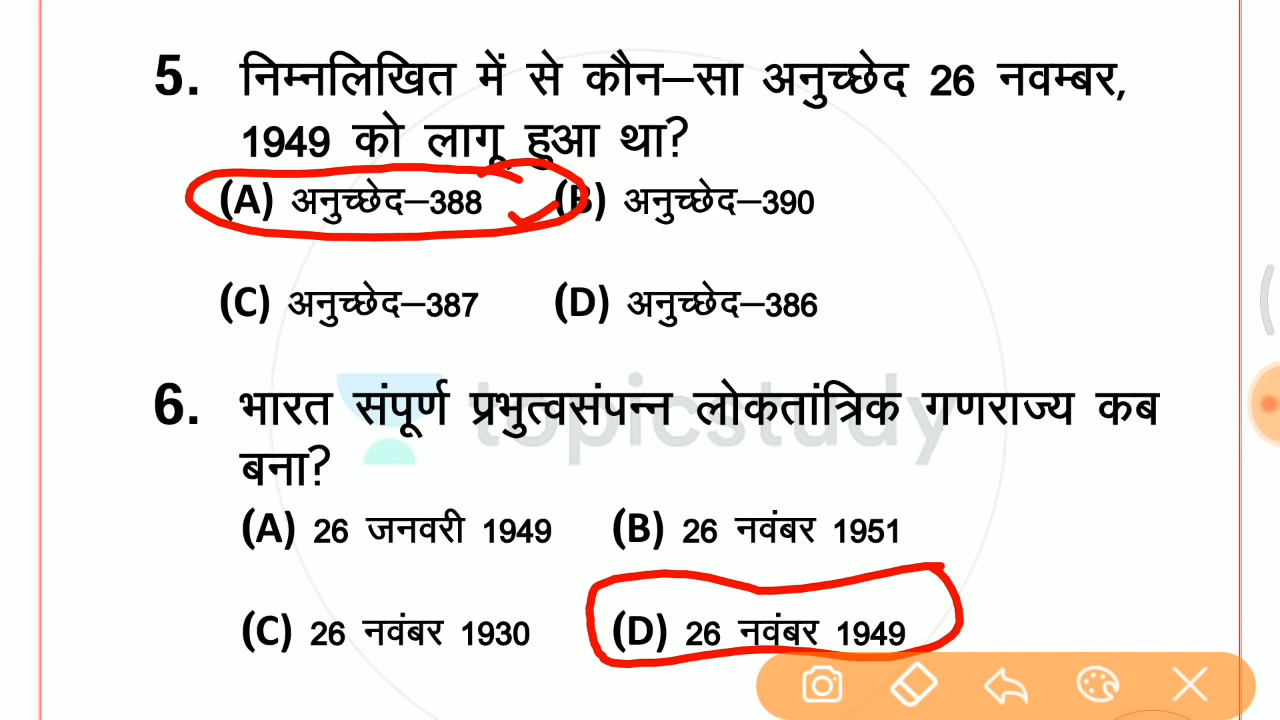 5. निम्नलिखित में से कौन–सा अनुच्छेद 26 नवम्बर,
1949 को लागू हुआ था?
(A) अनुच्छेद–388 (B) अनुच्छेद–390
(C) अनुच्छेद–387 (D) अनुच्छेद–386
topicstudy
6. भारत संपूर्ण प्रभुत्वसंपन्न लोकतांत्रिक गणराज्य कब
बना?
(A) 26 जनवरी 1949 (B) 26 नवंबर 1951
(C) 26 नवंबर 1930 (D) 26 नवंबर 1949